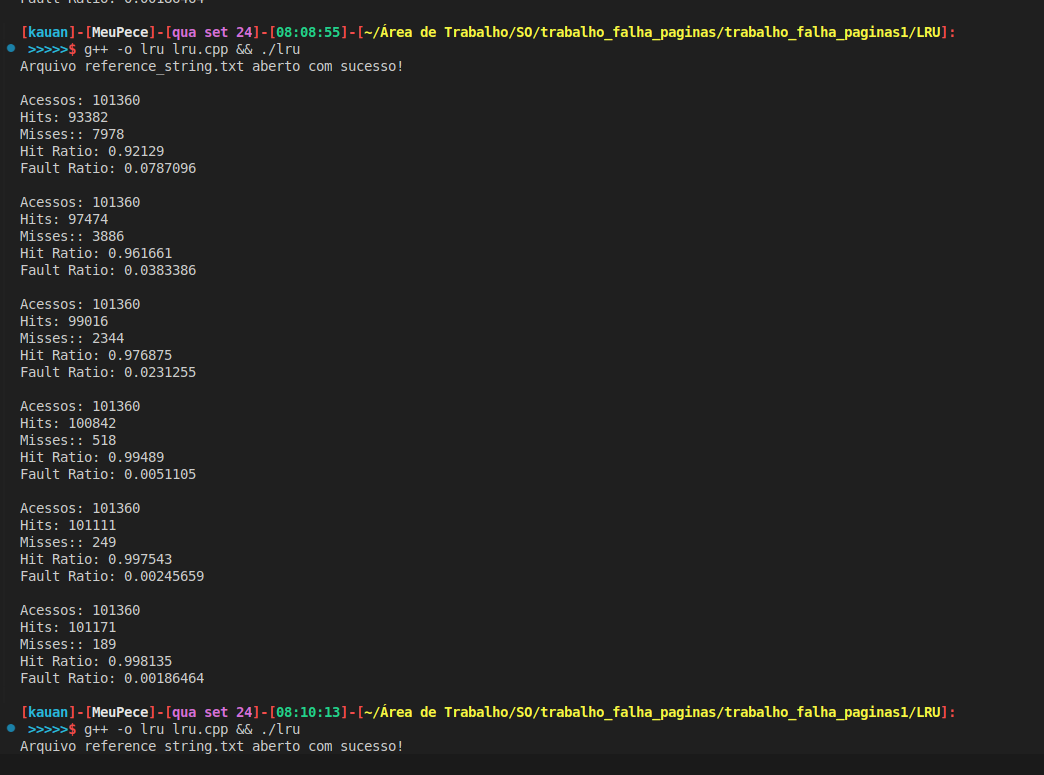 Fault Ratio: 0.00186464
[kauan]-[MeuPece]-[qua set 24]-[08:08:55]-[~/Área de Trabalho/SO/trabalho_falha_paginas/trabalho_falha_paginas1/LRU]:
>>>>>$ g++ -o lru lru.cpp && ./lru
Arquivo reference_string.txt aberto com sucesso!
Acessos: 101360
Hits: 93382
Misses:: 7978
Hit Ratio: 0.92129
Fault Ratio: 0.0787096
Acessos: 101360
Hits: 97474
Misses:: 3886
Hit Ratio: 0.961661
Fault Ratio: 0.0383386
Acessos: 101360
Hits: 99016
Misses:: 2344
Hit Ratio: 0.976875
Fault Ratio: 0.0231255
Acessos: 101360
Hits: 100842
Misses:: 518
Hit Ratio: 0.99489
Fault Ratio: 0.0051105
Acessos: 101360
Hits: 101111
Misses:: 249
Hit Ratio: 0.997543
Fault Ratio: 0.00245659
Acessos: 101360
Hits: 101171
Misses:: 189
Hit Ratio: 0.998135
Fault Ratio: 0.00186464
[kauan]-[MeuPece]-[qua set 24]-[08:10:13]-[~/Área de Trabalho/SO/trabalho_falha_paginas/trabalho_falha_paginas1/LRU]:
>>>>>$ g++ -o lru lru.cpp && ./lru
Arquivo reference string.txt aberto com sucesso!